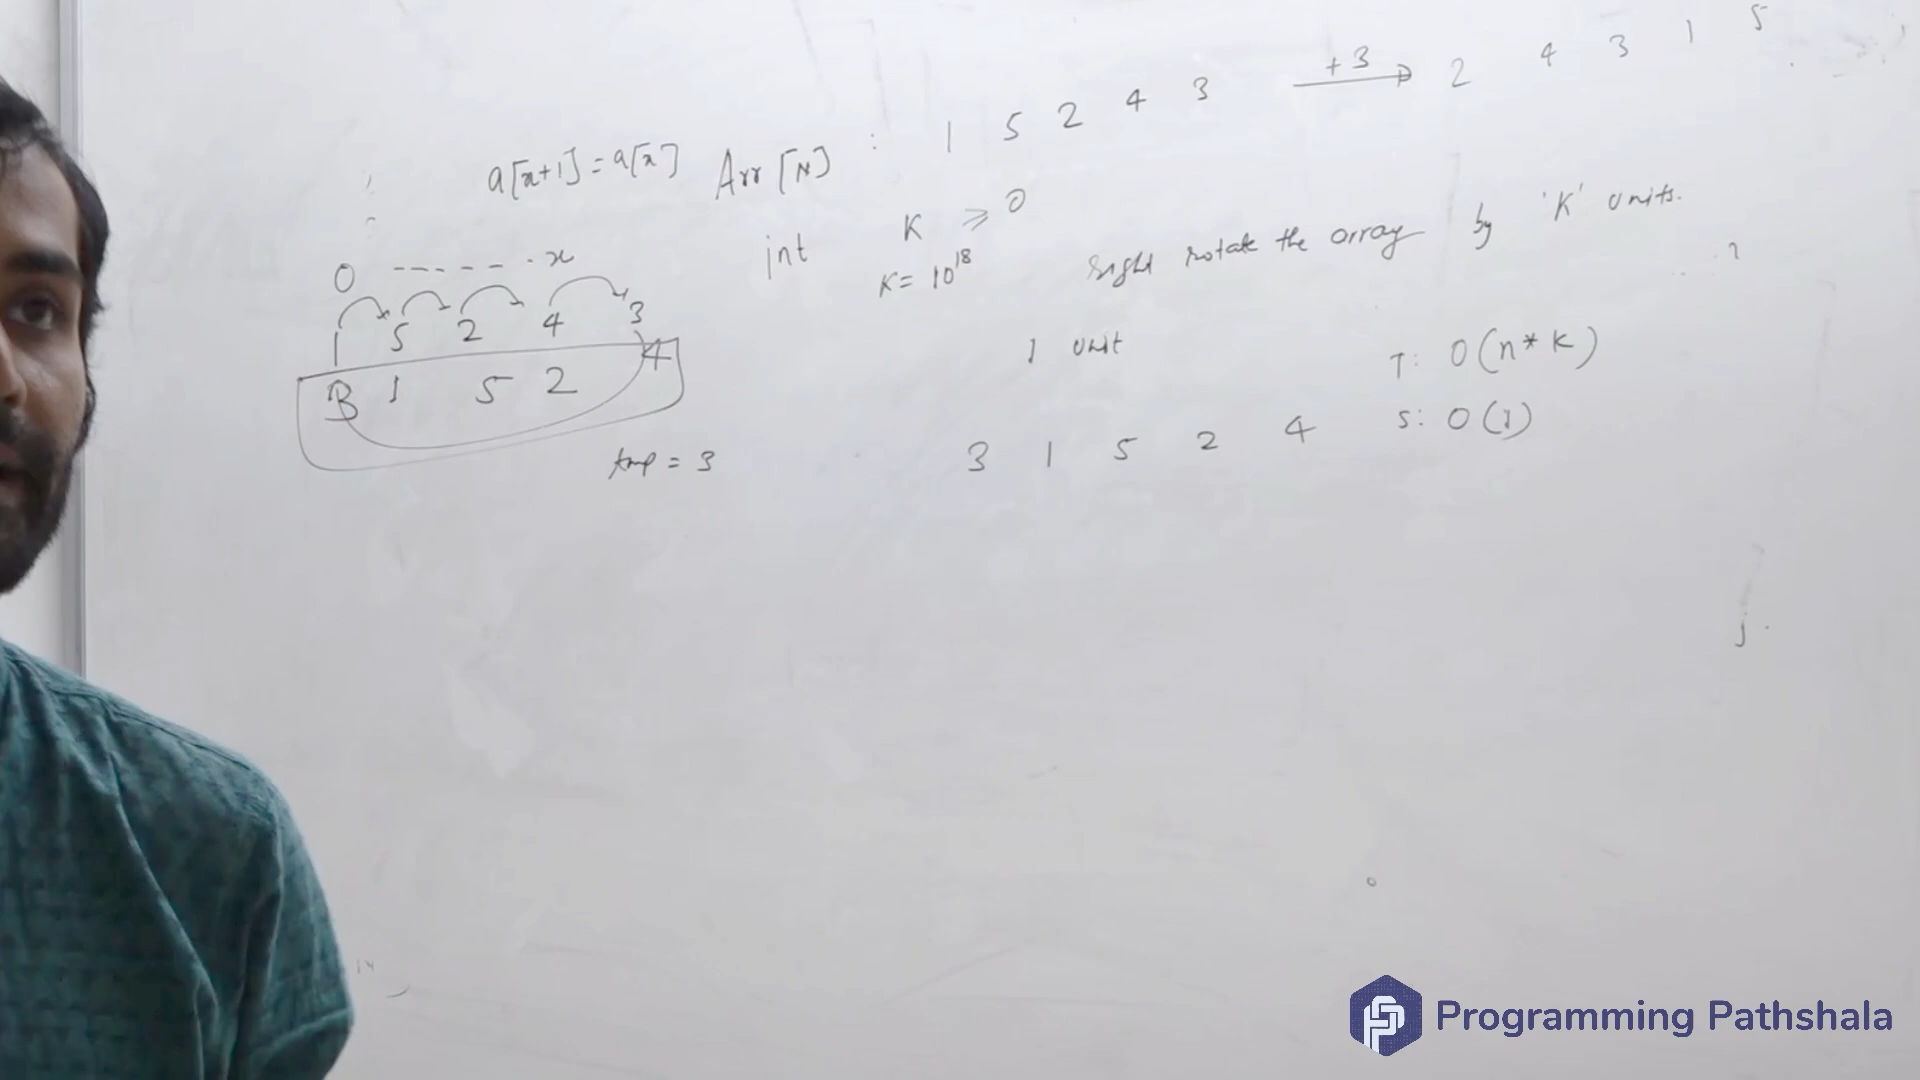 1 5 2 4 3 +3 → 2 4 3 1 5
a[x+1] = a[x] Arr [N] :
int K ⩾ 0
K = 10^18
right rotate the array by 'K' units.
0 ------ x
1 5 2 4 3
3 1 5 2 4
tmp = 3
1 unit
3 1 5 2 4
T: O(n*k)
S: O(1)
j
Programming Pathshala